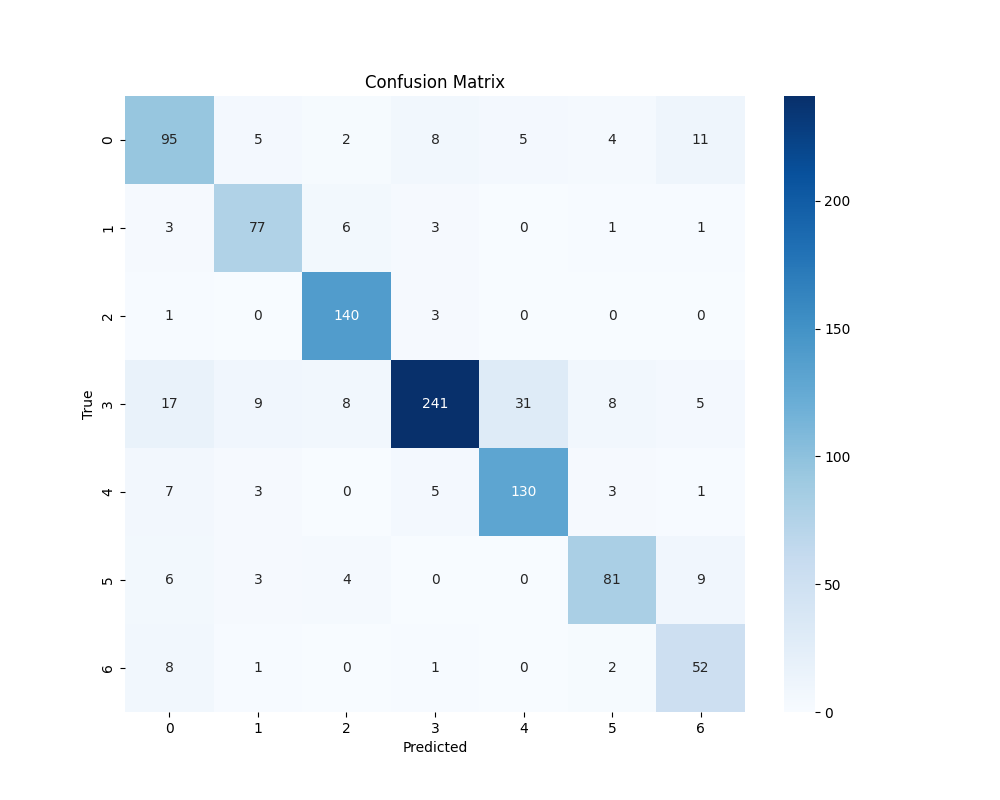 Confusion Matrix
0 95 5 2 8 5 4 11
1 3 77 6 3 0 1 1
2 1 0 140 3 0 0 0
3 17 9 8 241 31 8 5
4 7 3 0 5 130 3 1
5 6 3 4 0 0 81 9
6 8 1 0 1 0 2 52
True
0 1 2 3 4 5 6
Predicted
200
150
100
50
0